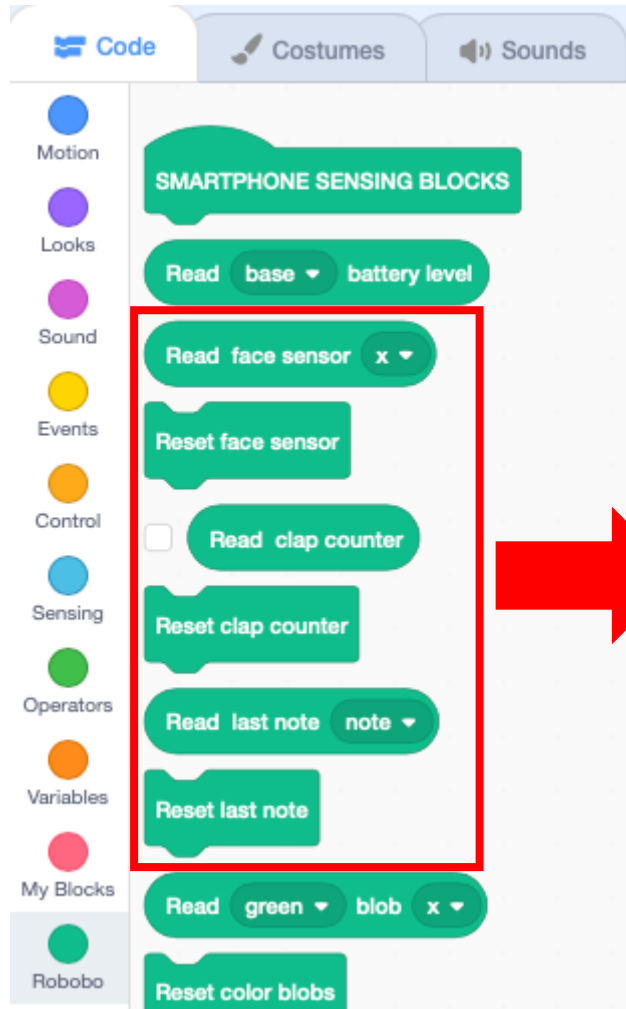 Code Costumes Sounds
Motion
Looks
Sound
Events
Control
Sensing
Operators
Variables
My Blocks
Robobo
SMARTPHONE SENSING BLOCKS
Read base battery level
Read face sensor x
Reset face sensor
Read clap counter
Reset clap counter
Read last note note
Reset last note
Read green blob x
Reset color blobs